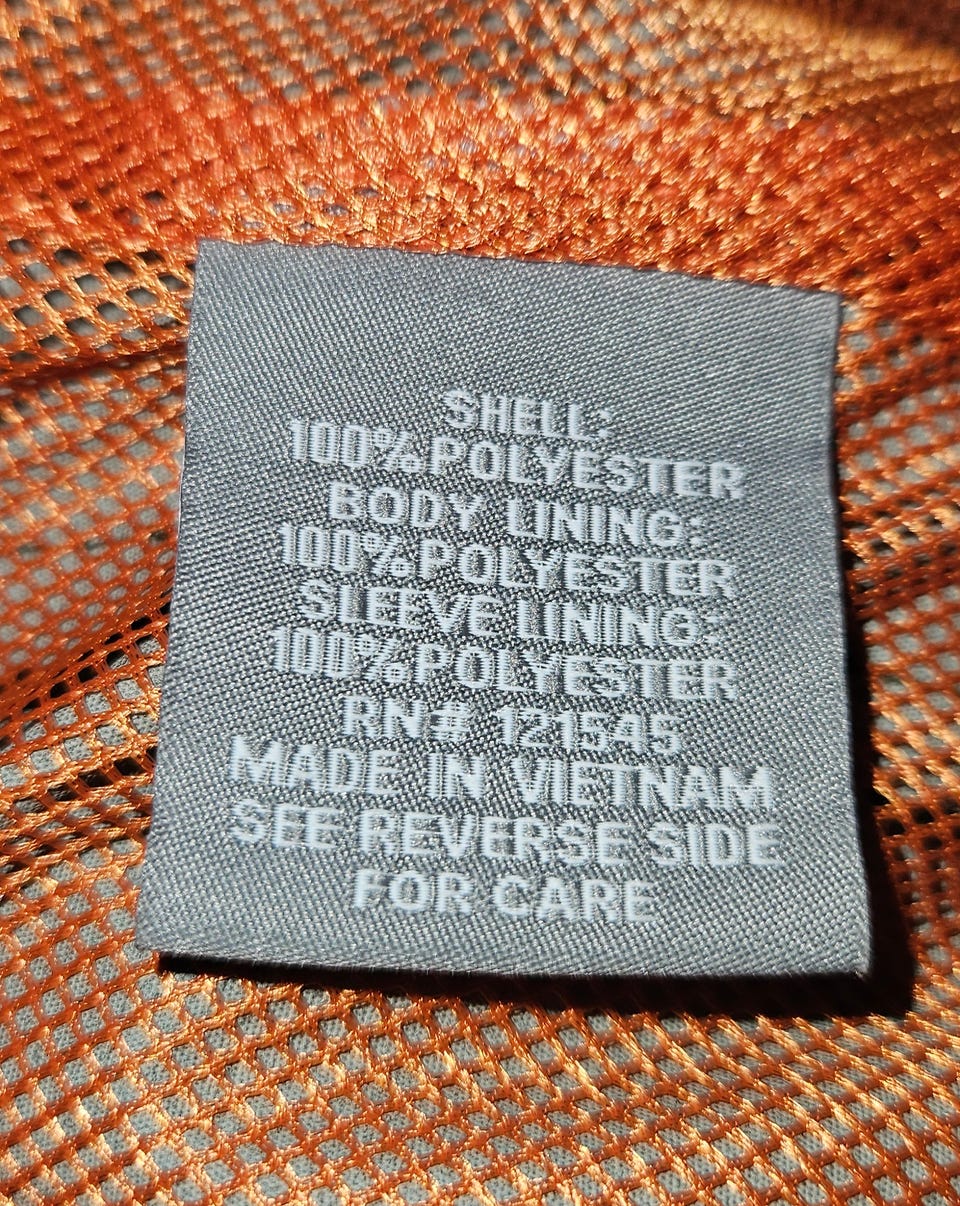 SHELL:
100% POLYESTER
BODY LINING:
100% POLYESTER
SLEEVE LINING:
100% POLYESTER
RN# 121545
MADE IN VIETNAM
SEE REVERSE SIDE
FOR CARE